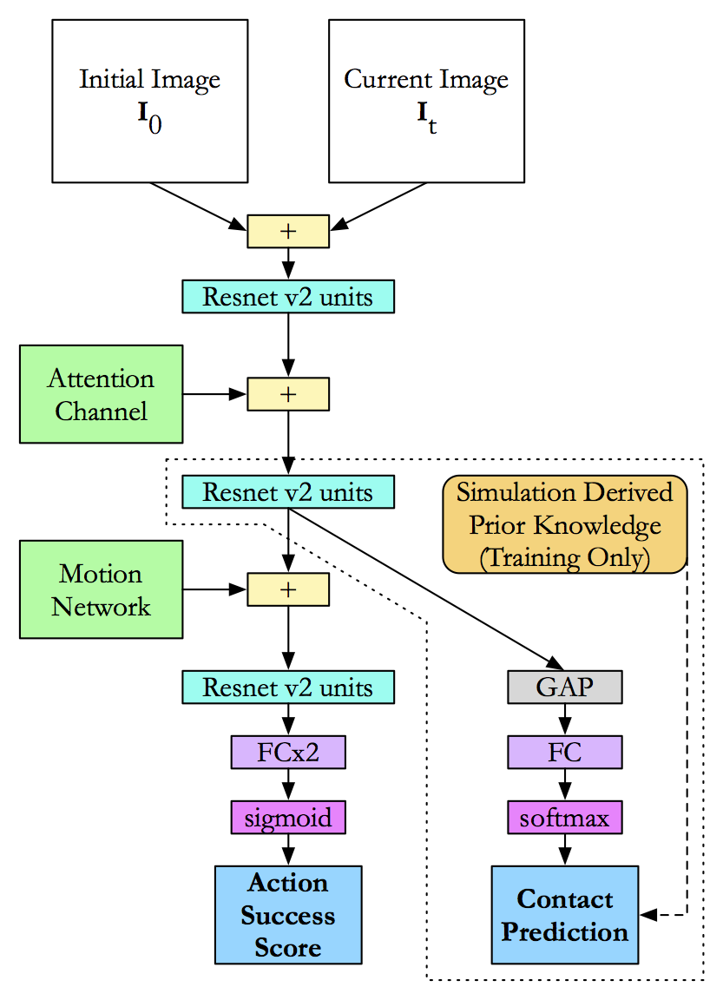 Initial Image
I0
Current Image
It
+
Resnet v2 units
Attention
Channel
+
Resnet v2 units
Simulation Derived
Prior Knowledge
(Training Only)
Motion
Network
+
Resnet v2 units
GAP
FCx2
FC
sigmoid
softmax
Action
Success
Score
Contact
Prediction